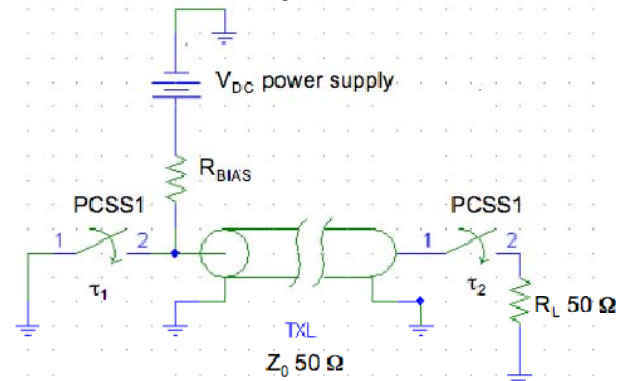 V_DC power supply
R_BIAS
PCSS1
PCSS1
1
2
1
2
τ₁
τ₂
R_L 50 Ω
TXL
Z₀ 50 Ω